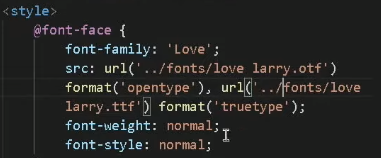 <style>
@font-face {
font-family: 'Love';
src: url('../fonts/love larry.otf')
format('opentype'), url('../fonts/love
larry.ttf') format('truetype');
font-weight: normal;
font-style: normal;